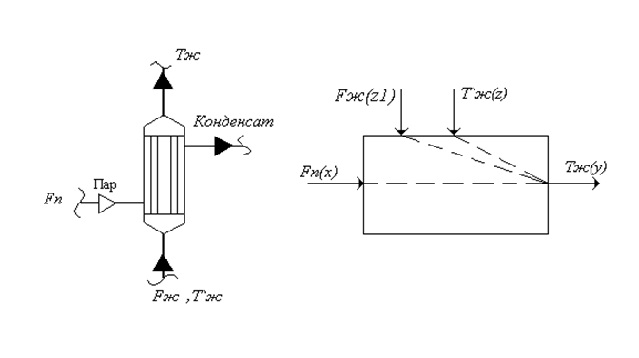 Тж
Конденсат
Пар
Fп
Fж ,Т'ж
Fж(z1)
Т'ж(z)
Fп(x)
Тж(y)